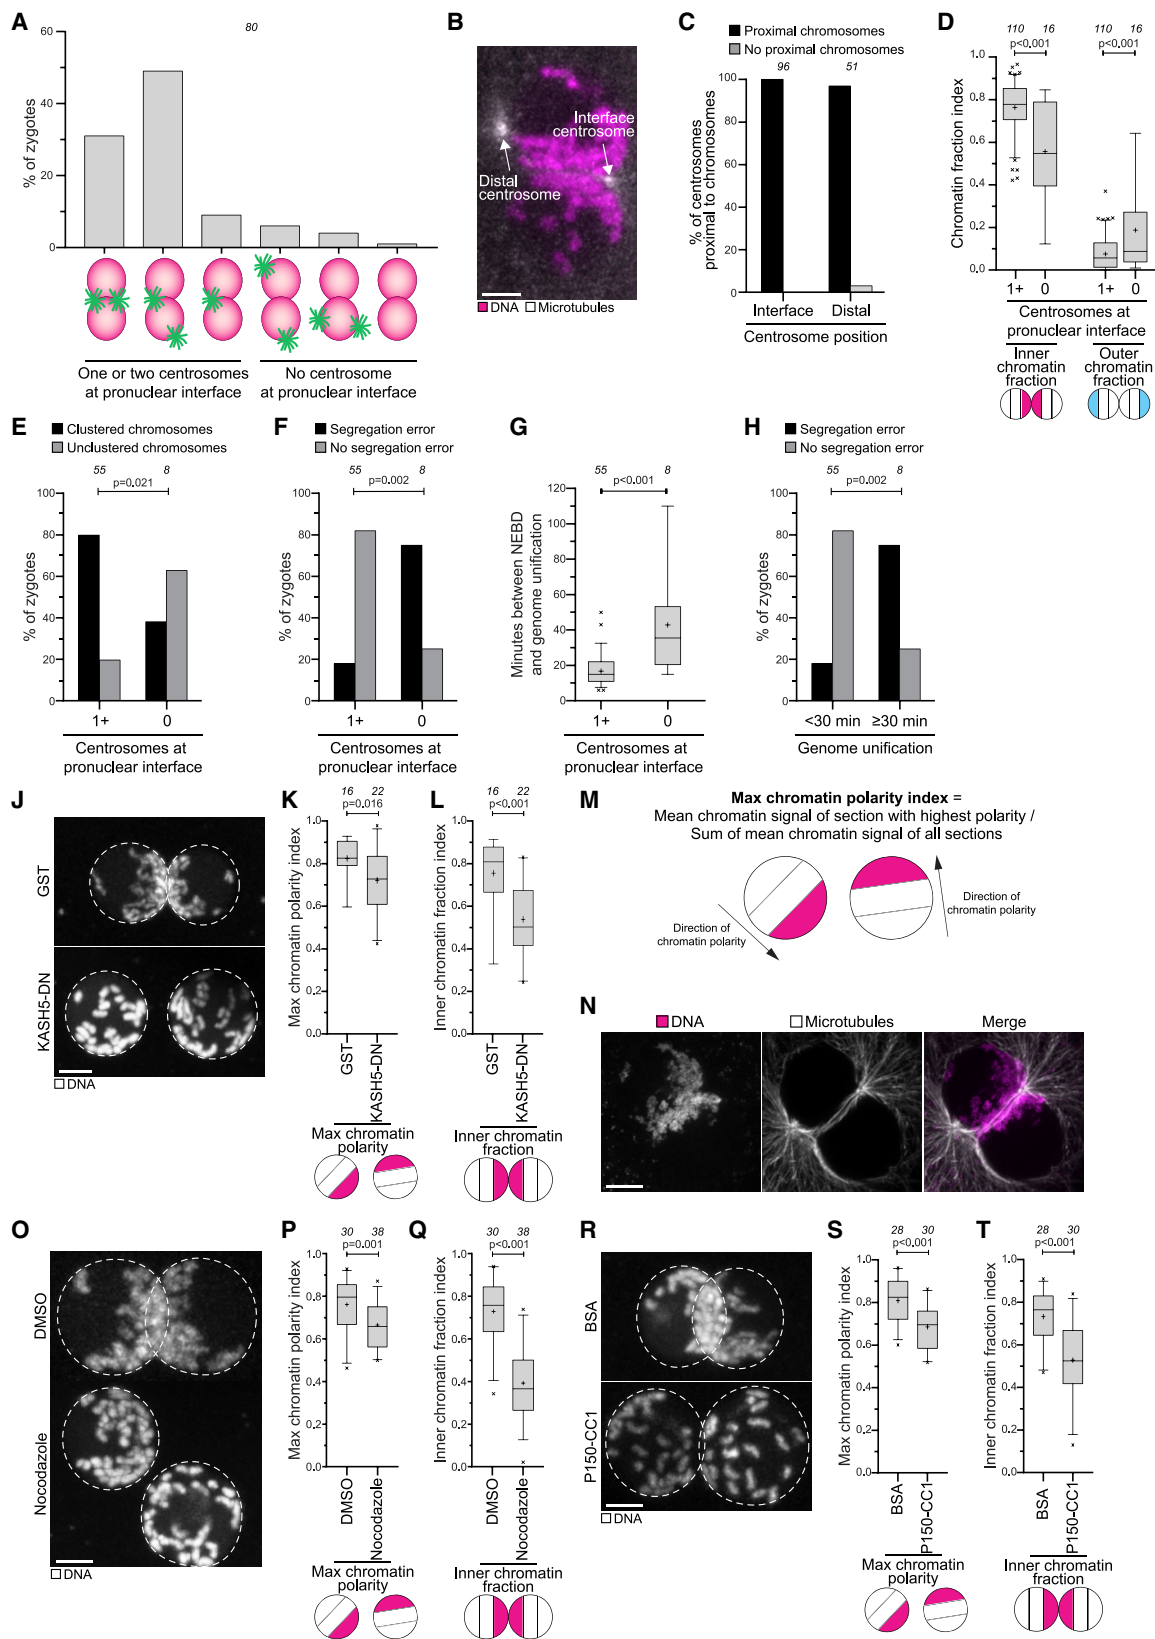 A
80
60
40
20
0
% of zygotes
One or two centrosomes
at pronuclear interface
No centrosome
at pronuclear interface
B
Interface
centrosome
Distal
centrosome
DNA Microtubules
C
Proximal chromosomes
No proximal chromosomes
96 51
100
80
60
40
20
0
% of centrosomes
proximal to chromosomes
Interface Distal
Centrosome position
D
110 16 110 16
p<0.001 p<0.001
1.0
0.8
0.6
0.4
0.2
0.0
Chromatin fraction index
1+ 0 1+ 0
Centrosomes at
pronuclear interface
Inner
chromatin
fraction
Outer
chromatin
fraction
E
Clustered chromosomes
Unclustered chromosomes
55 8
p=0.021
100
80
60
40
20
0
% of zygotes
1+ 0
Centrosomes at
pronuclear interface
F
Segregation error
No segregation error
55 8
p=0.002
100
80
60
40
20
0
% of zygotes
1+ 0
Centrosomes at
pronuclear interface
G
55 8
p<0.001
120
100
80
60
40
20
0
Minutes between NEBD
and genome unification
1+ 0
Centrosomes at
pronuclear interface
H
Segregation error
No segregation error
55 8
p=0.002
100
80
60
40
20
0
% of zygotes
<30 min ≥30 min
Genome unification
J
GST
KASH5-DN
DNA
K
16 22
p=0.016
1.0
0.8
0.6
0.4
0.2
0.0
Max chromatin polarity index
GST
KASH5-DN
Max chromatin
polarity
L
16 22
p<0.001
1.0
0.8
0.6
0.4
0.2
0.0
Inner chromatin fraction index
GST
KASH5-DN
Inner chromatin
fraction
M
Max chromatin polarity index =
Mean chromatin signal of section with highest polarity /
Sum of mean chromatin signal of all sections
Direction of
chromatin polarity
Direction of
chromatin polarity
N
DNA Microtubules Merge
O
DMSO
Nocodazole
DNA
P
30 38
p=0.001
1.0
0.8
0.6
0.4
0.2
0.0
Max chromatin polarity index
DMSO
Nocodazole
Max chromatin
polarity
Q
30 38
p<0.001
1.0
0.8
0.6
0.4
0.2
0.0
Inner chromatin fraction index
DMSO
Nocodazole
Inner chromatin
fraction
R
BSA
P150-CC1
DNA
S
28 30
p<0.001
1.0
0.8
0.6
0.4
0.2
0.0
Max chromatin polarity index
BSA
P150-CC1
Max chromatin
polarity
T
28 30
p<0.001
1.0
0.8
0.6
0.4
0.2
0.0
Inner chromatin fraction index
BSA
P150-CC1
Inner chromatin
fraction